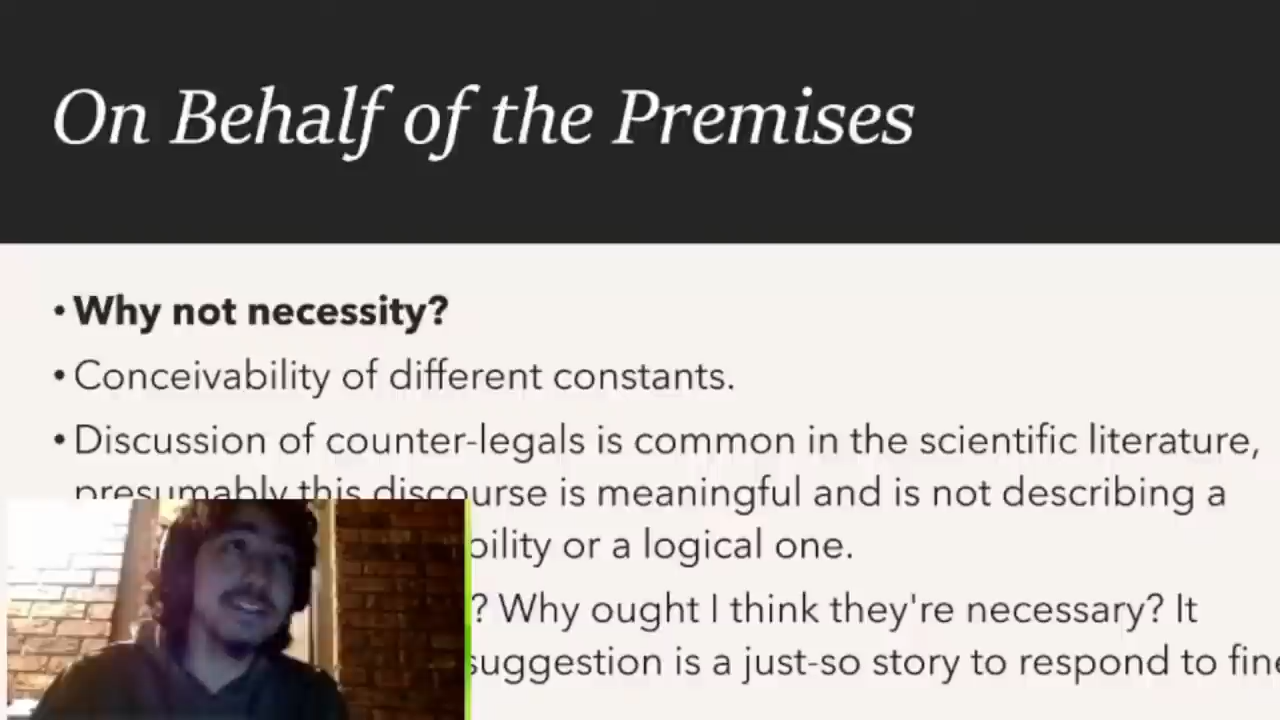 On Behalf of the Premises
• Why not necessity?
• Conceivability of different constants.
• Discussion of counter-legals is common in the scientific literature,
presumably this discourse is meaningful and is not describing a
or a logical one.
? Why ought I think they're necessary? It
suggestion is a just-so story to respond to